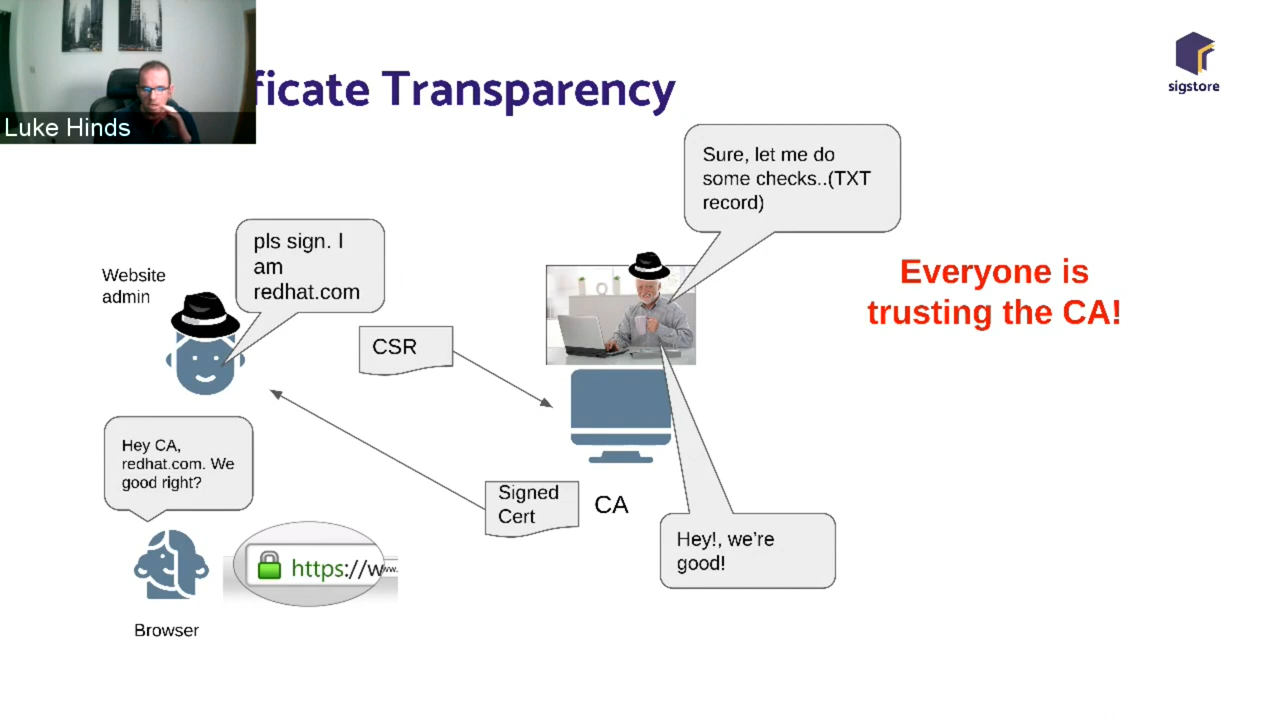 Luke Hinds
ficate Transparency
sigstore
Sure, let me do
some checks..(TXT
record)
pls sign. I
am
redhat.com
Website
admin
Everyone is
trusting the CA!
CSR
Hey CA,
redhat.com. We
good right?
Signed
Cert
CA
Hey!, we're
good!
https://w
www.
Browser